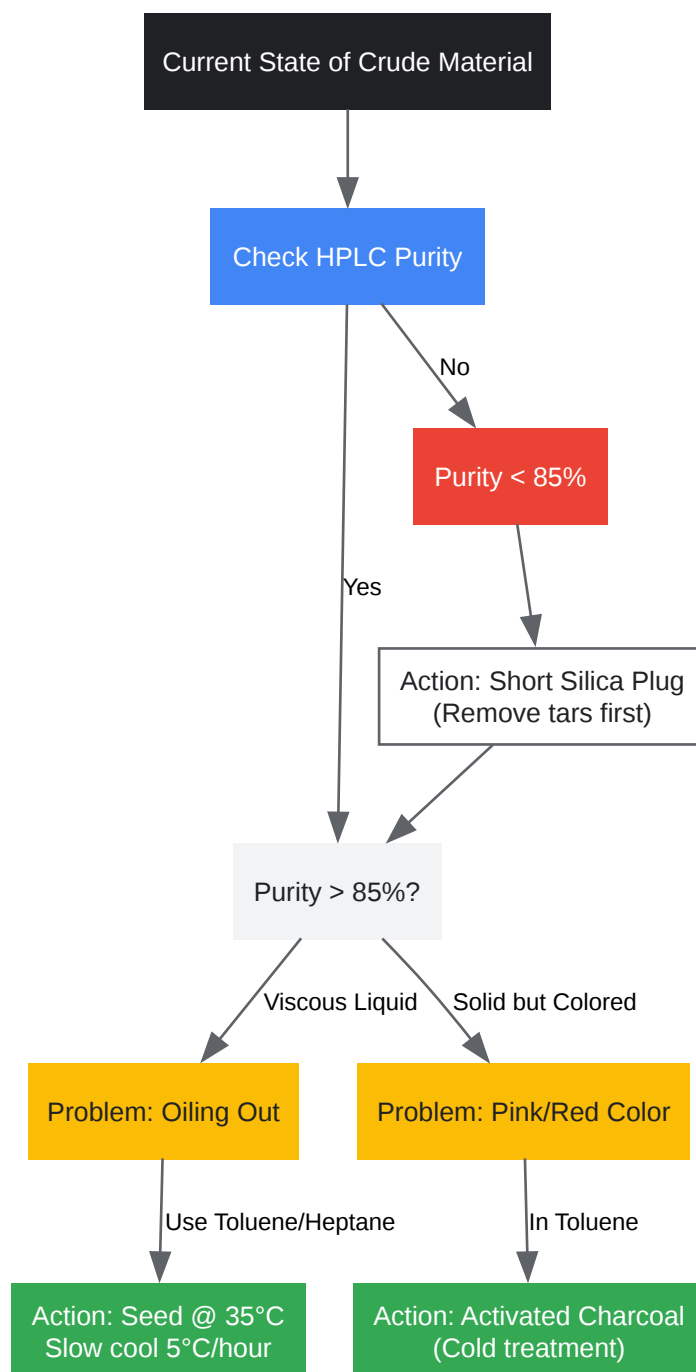 Current State of Crude Material
Check HPLC Purity
No
Purity < 85%
Yes
Action: Short Silica Plug
(Remove tars first)
Purity > 85%?
Viscous Liquid
Solid but Colored
Problem: Oiling Out
Problem: Pink/Red Color
Use Toluene/Heptane
In Toluene
Action: Seed @ 35°C
Slow cool 5°C/hour
Action: Activated Charcoal
(Cold treatment)